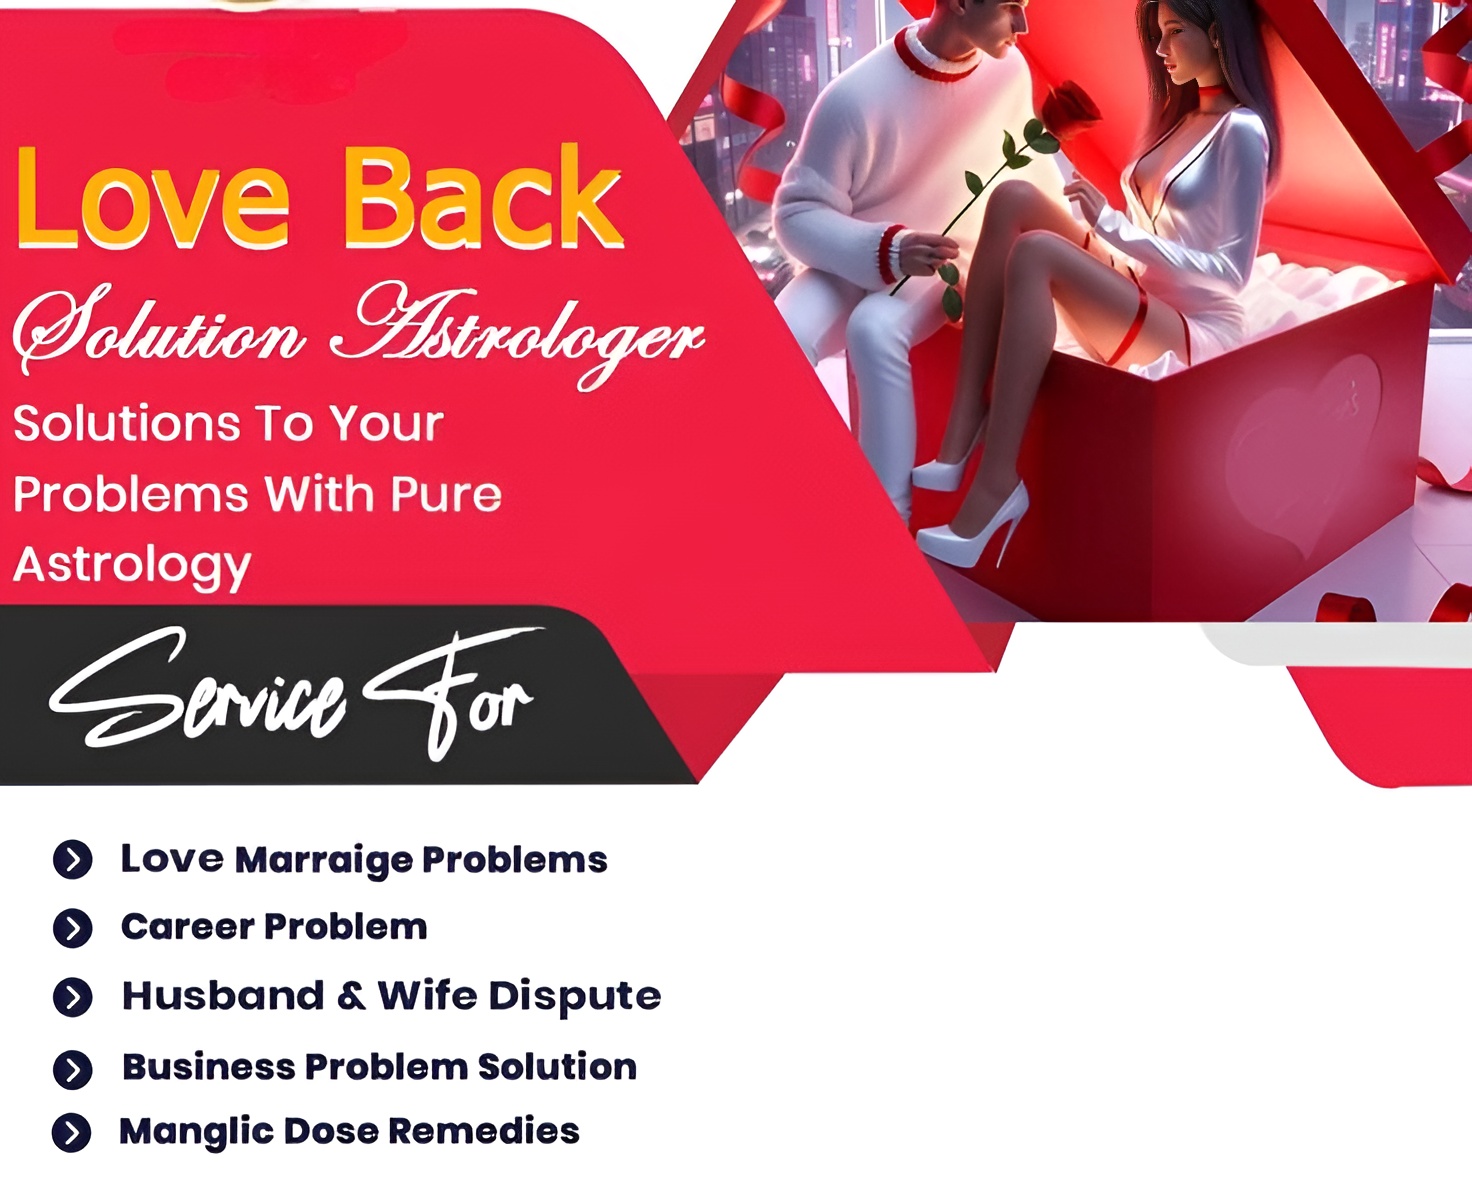 Love Back
Solution Astrologer
Solutions To Your
Problems With Pure
Astrology
Service For
Love Marraige Problems
Career Problem
Husband & Wife Dispute
Business Problem Solution
Manglic Dose Remedies